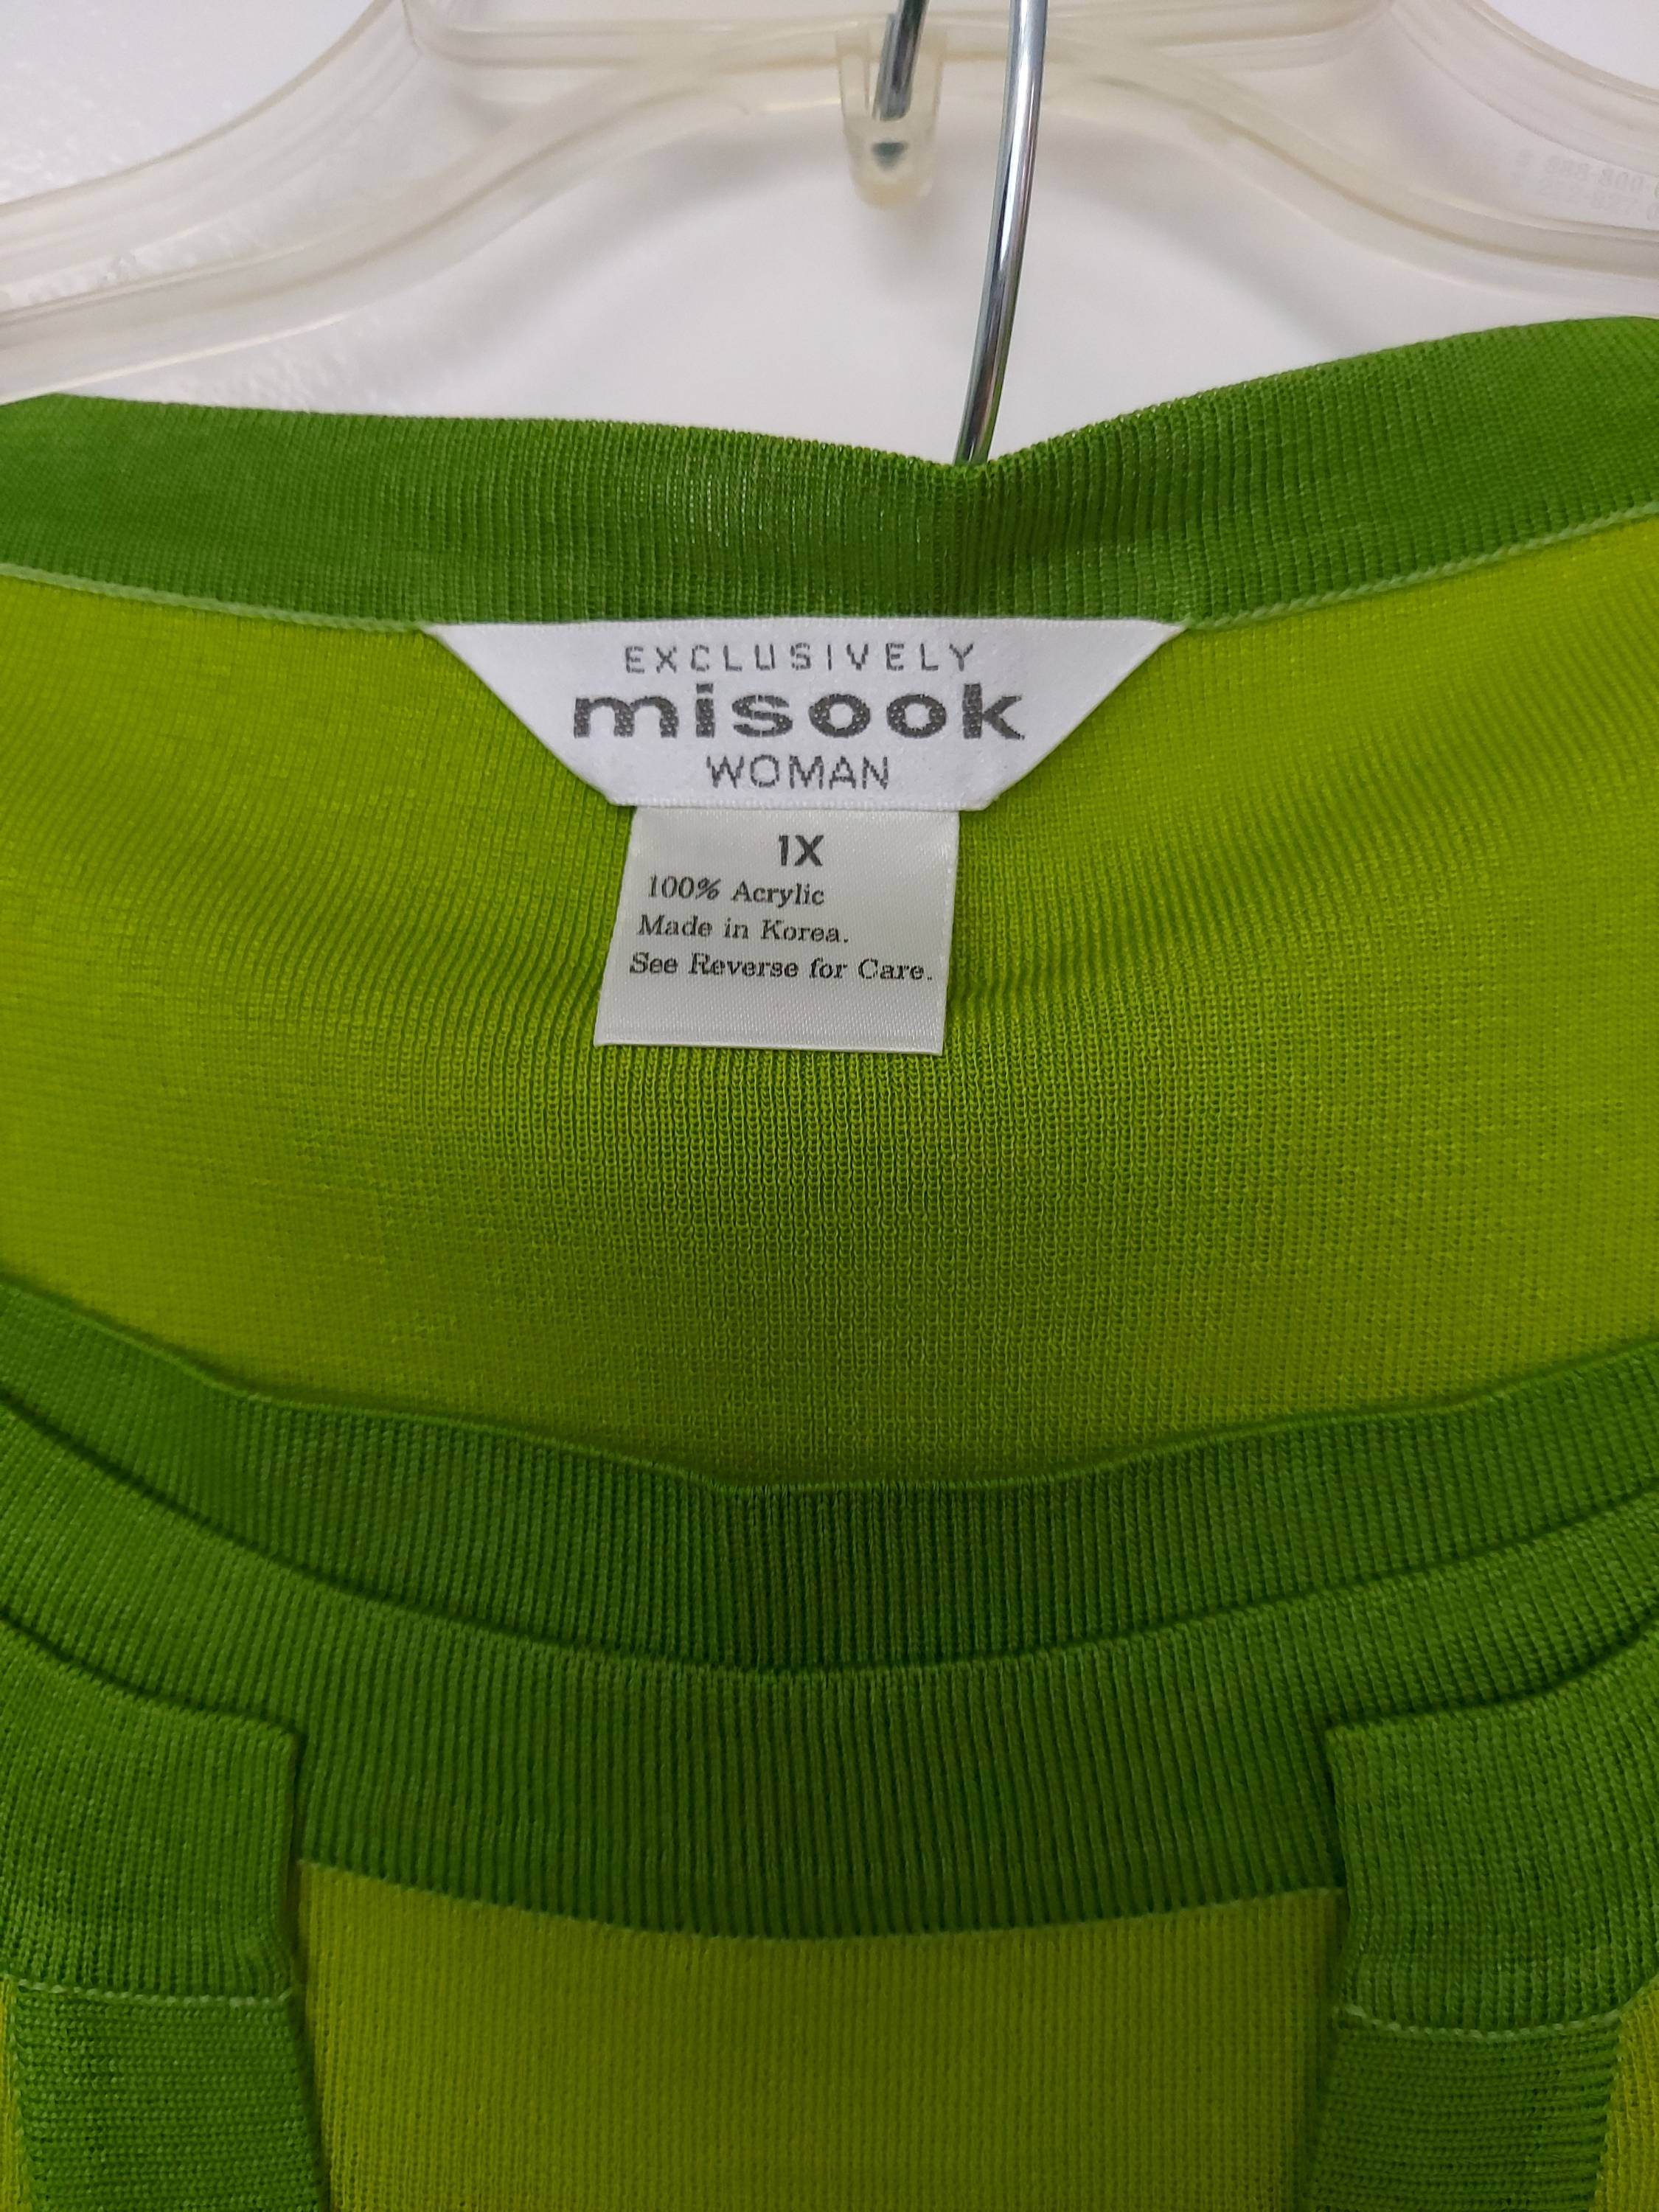 EXCLUSIVELY
misook
WOMAN
1X
100% Acrylic
Made in Korea.
See Reverse for Care.